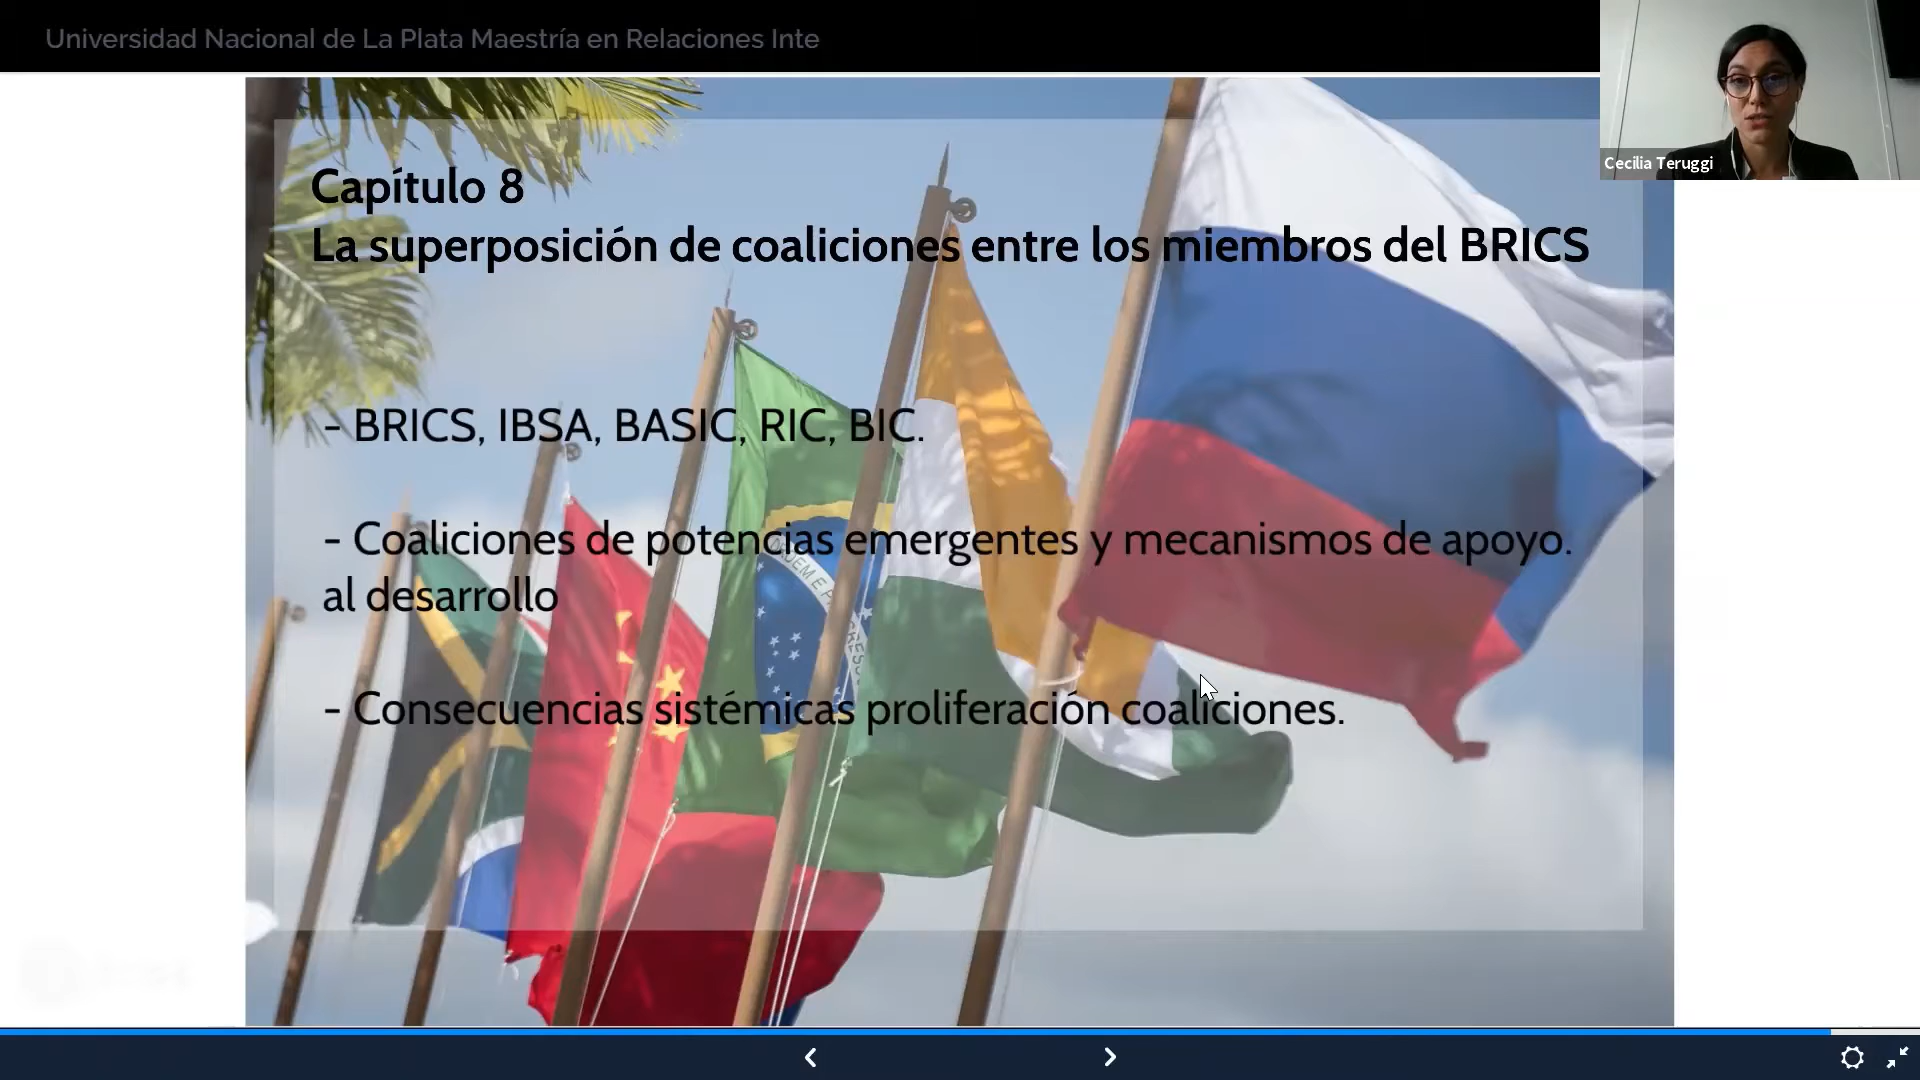 Universidad Nacional de La Plata Maestría en Relaciones Inte
Cecilia Teruggi
Capítulo 8
La superposición de coaliciones entre los miembros del BRICS
- BRICS, IBSA, BASIC, RIC, BIC.
- Coaliciones de potencias emergentes y mecanismos de apoyo.
al desarrollo
- Consecuencias sistémicas proliferación coaliciones.